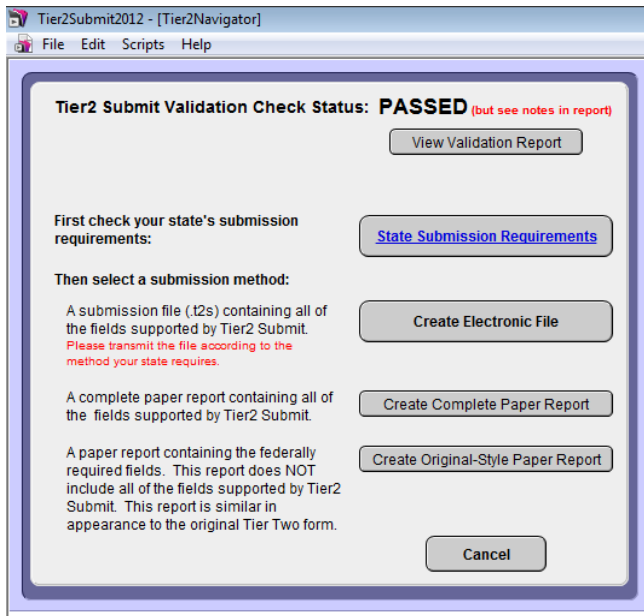 Tier2Submit2012 - [Tier2Navigator]
File Edit Scripts Help
Tier2 Submit Validation Check Status: PASSED (but see notes in report)
View Validation Report
First check your state's submission
requirements:
State Submission Requirements
Then select a submission method:
A submission file (.t2s) containing all of
the fields supported by Tier2 Submit.
Please transmit the file according to the
method your state requires.
Create Electronic File
A complete paper report containing all of
the fields supported by Tier2 Submit.
Create Complete Paper Report
A paper report containing the federally
required fields. This report does NOT
include all of the fields supported by Tier2
Submit. This report is similar in
appearance to the original Tier Two form.
Create Original-Style Paper Report
Cancel